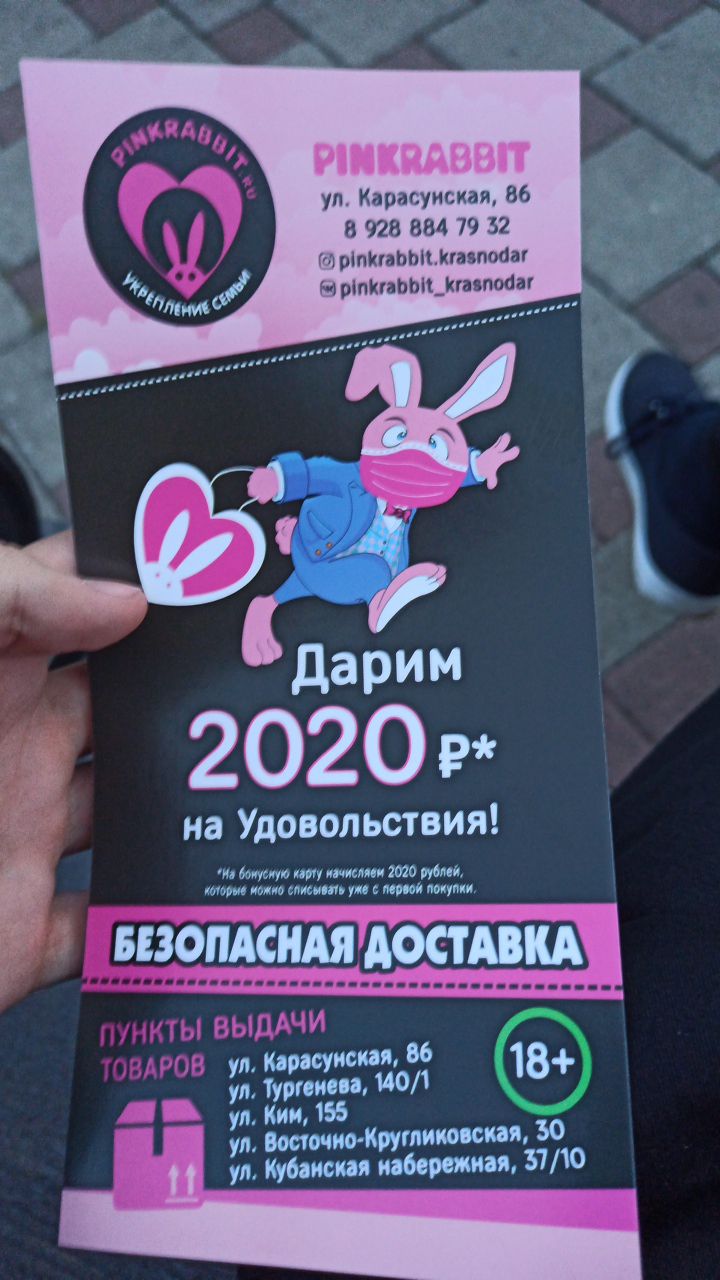 PINKRABBIT.RU
УКРЕПЛЕНИЕ СЕМЬИ
PINKRABBIT
ул. Карасунская, 86
8 928 884 79 32
pinkrabbit.krasnodar
pinkrabbit_krasnodar
Дарим
2020 ₽*
на Удовольствия!
*На бонусную карту начисляем 2020 рублей,
которые можно списывать уже с первой покупки.
БЕЗОПАСНАЯ ДОСТАВКА
ПУНКТЫ ВЫДАЧИ
ТОВАРОВ
ул. Карасунская, 86
ул. Тургенева, 140/1
ул. Ким, 155
ул. Восточно-Кругликовская, 30
ул. Кубанская набережная, 37/10
18+